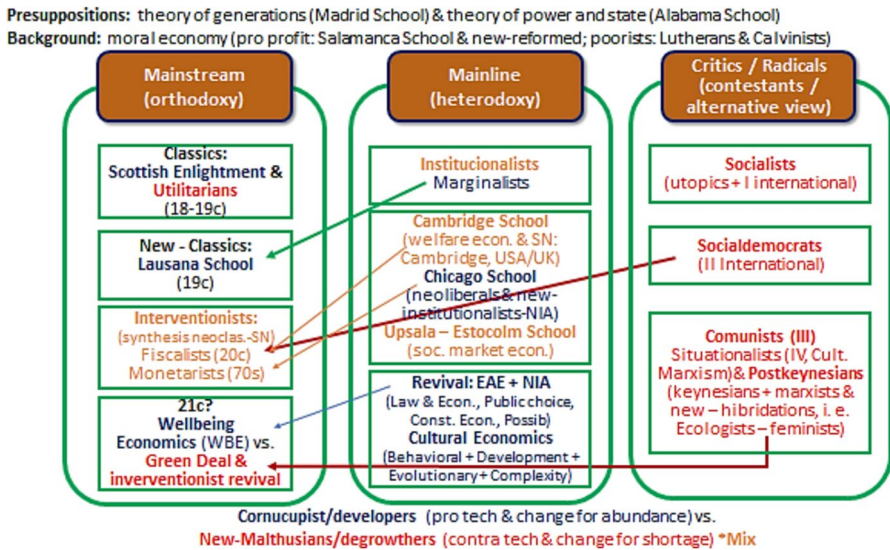 Presuppositions: theory of generations (Madrid School) & theory of power and state (Alabama School)
Background: moral economy (pro profit: Salamanca School & new-reformed; poorists: Lutherans & Calvinists)
Mainstream
(orthodoxy)
Classics:
Scottish Enlightment &
Utilitarians
(18-19c)
New - Classics:
Lausana School
(19c)
Interventionists:
(synthesis neoclas.-SN)
Fiscalists (20c)
Monetarists (70s)
21c?
Wellbeing
Economics (WBE) vs.
Green Deal &
inverventionist revival
Mainline
(heterodoxy)
Institucionalists
Marginalists
Cambridge School
(welfare econ. & SN:
Cambridge, USA/UK)
Chicago School
(neoliberals & new-
institutionalists-NIA)
Upsala – Estocolm School
(soc. market econ.)
Revival: EAE + NIA
(Law & Econ., Public choice,
Const. Econ., Possib)
Cultural Economics
(Behavioral + Development +
Evolutionary + Complexity)
Critics / Radicals
(contestants /
alternative view)
Socialists
(utopics + I international)
Socialdemocrats
(II International)
Comunists (III)
Situationalists (IV, Cult.
Marxism) & Postkeynesians
(keynesians + marxists &
new – hibridations, i. e.
Ecologists – feminists)
Cornucupist/developers (pro tech & change for abundance) vs.
New-Malthusians/degrowthers (contra tech & change for shortage) *Mix